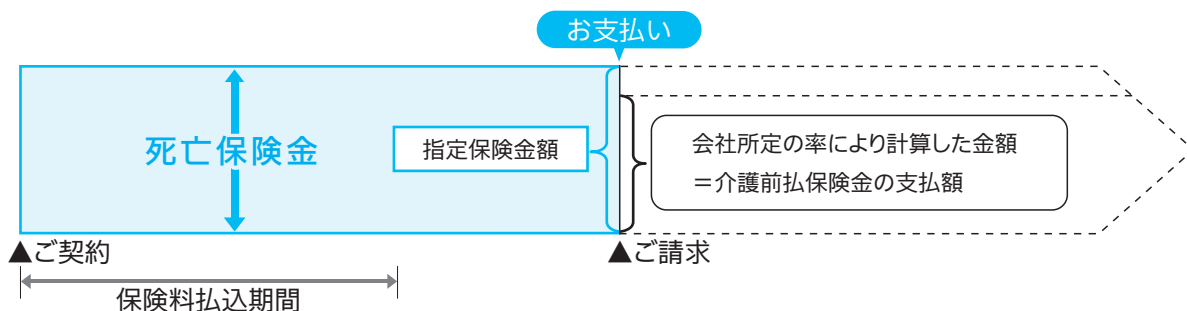 お支払い
死亡保険金
指定保険金額
会社所定の率により計算した金額
＝介護前払保険金の支払額
▲ご契約
▲ご請求
保険料払込期間